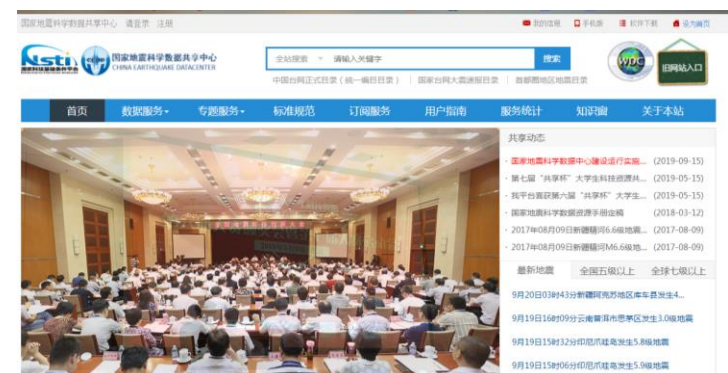 国家地震科学数据共享中心 请登录 注册
我的信箱 手机版 软件下载 设为首页
Nsti
国家科技基础条件平台
国家地震科学数据共享中心
CHINA EARTHQUAKE DATACENTER
全站搜索 请输入关键字 搜索
中国台网正式目录(统一编目目录) | 国家台网大震速报目录 | 首都圈地区地震目录
WDC
旧网站入口
首页 数据服务 专题服务 标准规范 订阅服务 用户指南 服务统计 知识窗 关于本站
共享动态
· 国家地震科学数据中心建设运行实施... (2019-09-15)
· 第七届“共享杯”大学生科技资源共... (2019-05-15)
· 我平台喜获第六届“共享杯”大学生... (2019-05-15)
· 国家地震科学数据资源手册定稿 (2018-03-12)
· 2017年08月09日新疆精河6.6级地震... (2017-08-09)
· 2017年08月09日新疆精河M6.6级地... (2017-08-09)
最新地震 全国五级以上 全球七级以上
9月20日03时43分新疆阿克苏地区库车县发生4...
9月19日16时09分云南普洱市思茅区发生3.0级地震
9月19日15时32分印尼爪哇岛发生5.8级地震
9月19日15时06分印尼爪哇岛发生5.9级地震